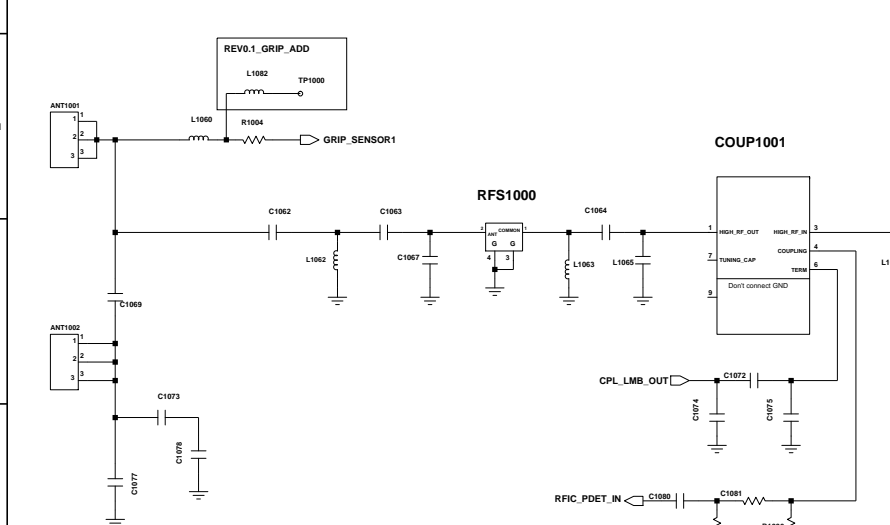 REV0.1_GRIP_ADD
L1082
TP1000
ANT1001
1 1
2 2
3 3
L1060
R1004
GRIP_SENSOR1
COUP1001
RFS1000
C1062
C1063
C1064
2 ANT COMMON 1
G G
4 3
L1062
C1067
L1063
L1065
1 HIGH_RF_OUT HIGH_RF_IN 3
COUPLING 4
7 TUNING_CAP
TERM 6
9 Don't connect GND
L1
C1069
ANT1002
1 1
2 2
3 3
C1073
C1078
C1077
CPL_LMB_OUT
C1072
C1074
C1075
RFIC_PDET_IN
C1080
C1081